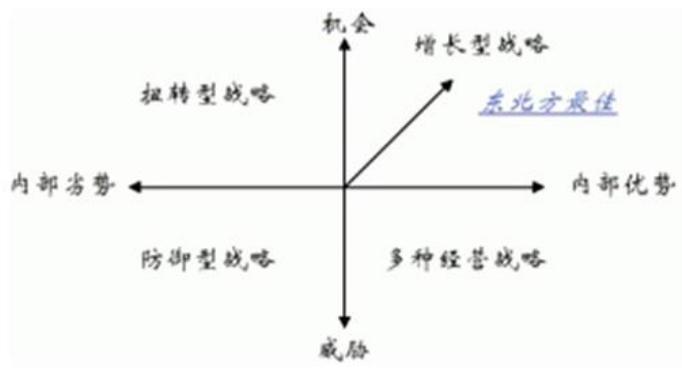 机会
增长型战略
扭转型战略
东北方最佳
内部劣势
内部优势
防御型战略
多种经营战略
威胁